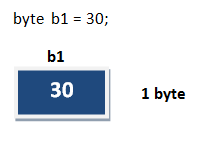 byte b1 = 30;
b1
30
1 byte